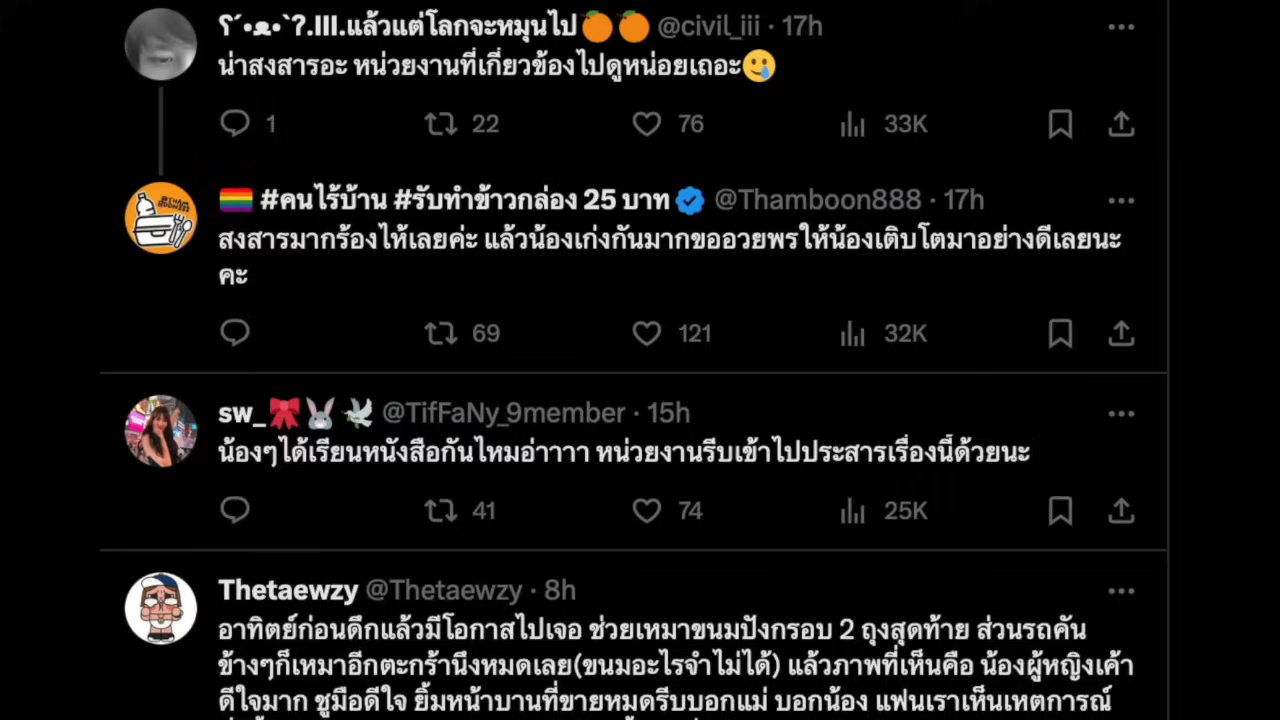 ʕ´•ᴥ•`ʔ.III.แล้วแต่โลกจะหมุนไป🍊🍊 @civil_iii · 17h
น่าสงสารอะ หน่วยงานที่เกี่ยวข้องไปดูหน่อยเถอะ🥲
1 22 76 33K
🏳️‍🌈 #คนไร้บ้าน #รับทำข้าวกล่อง 25 บาท @Thamboon888 · 17h
สงสารมากร้องไห้เลยค่ะ แล้วน้องเก่งกันมากขออวยพรให้น้องเติบโตมาอย่างดีเลยนะ
คะ
69 121 32K
sw_🎀🐰🕊️ @TifFaNy_9member · 15h
น้องๆได้เรียนหนังสือกันไหมอ่าาาา หน่วยงานรีบเข้าไปประสารเรื่องนี้ด้วยนะ
41 74 25K
Thetaewzy @Thetaewzy · 8h
อาทิตย์ก่อนดึกแล้วมีโอกาสไปเจอ ช่วยเหมาขนมปังกรอบ 2 ถุงสุดท้าย ส่วนรถคัน
ข้างๆก็เหมาอีกตะกร้านึงหมดเลย(ขนมอะไรจำไม่ได้) แล้วภาพที่เห็นคือ น้องผู้หญิงเค้า
ดีใจมาก ชูมือดีใจ ยิ้มหน้าบานที่ขายหมดรีบบอกแม่ บอกน้อง แฟนเราเห็นเหตการณ์